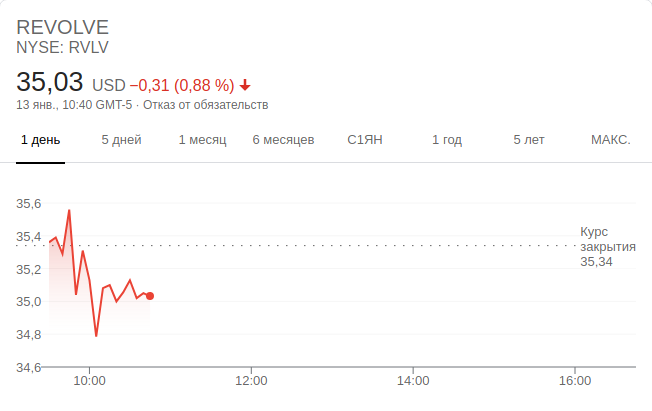 REVOLVE
NYSE: RVLV
35,03 USD −0,31 (0,88 %)
13 янв., 10:40 GMT-5 · Отказ от обязательств
1 день 5 дней 1 месяц 6 месяцев С1ЯН 1 год 5 лет МАКС.
35,6
35,4
35,2
35,0
34,8
34,6
Курс
закрытия
35,34
10:00 12:00 14:00 16:00